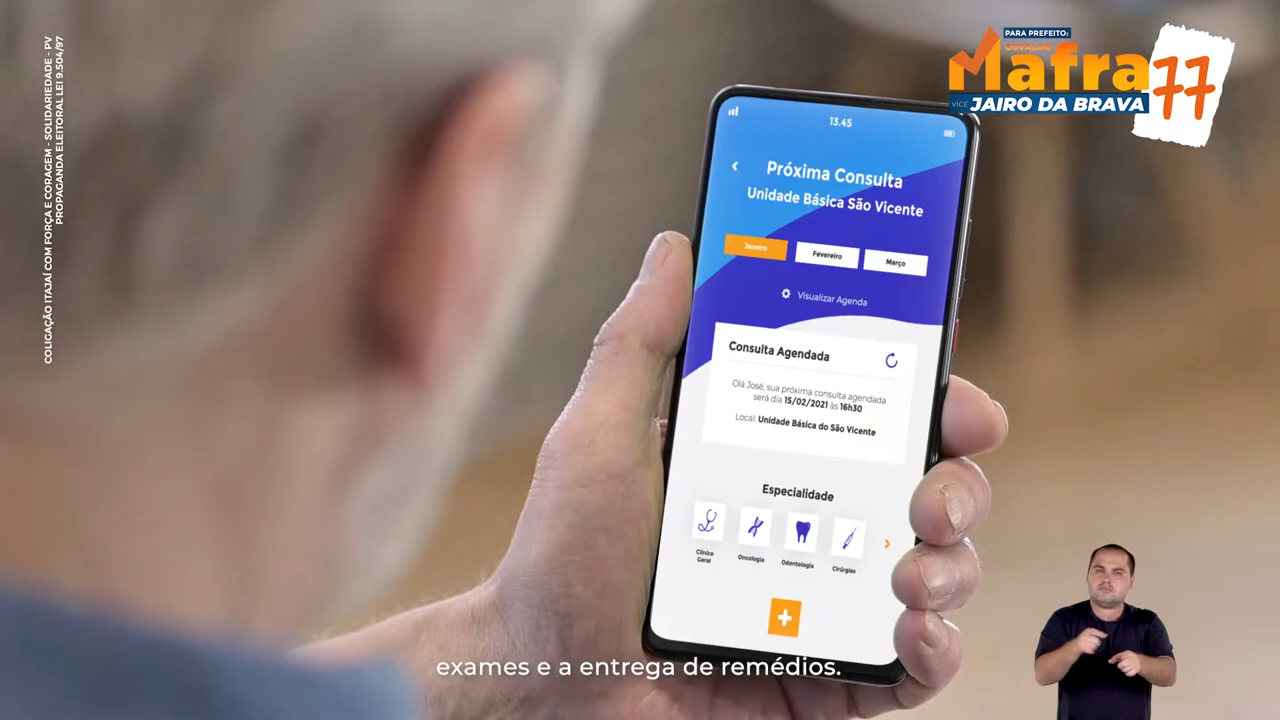 COLIGAÇÃO ITAJAÍ COM FORÇA E CORAGEM - SOLIDARIEDADE - PV
PROPAGANDA ELEITORAL LEI 9.504/97
PARA PREFEITO:
OSVALDO
Mafra
77
VICE JAIRO DA BRAVA
13.45
Próxima Consulta
Unidade Básica São Vicente
Janeiro
Fevereiro
Março
Visualizar Agenda
Consulta Agendada
Olá José, sua próxima consulta agendada
será dia 15/02/2021 às 16h30
Local: Unidade Básica do São Vicente
Especialidade
Clínica
Geral
Oncologia
Odontologia
Cirúrgias
exames e a entrega de remédios.